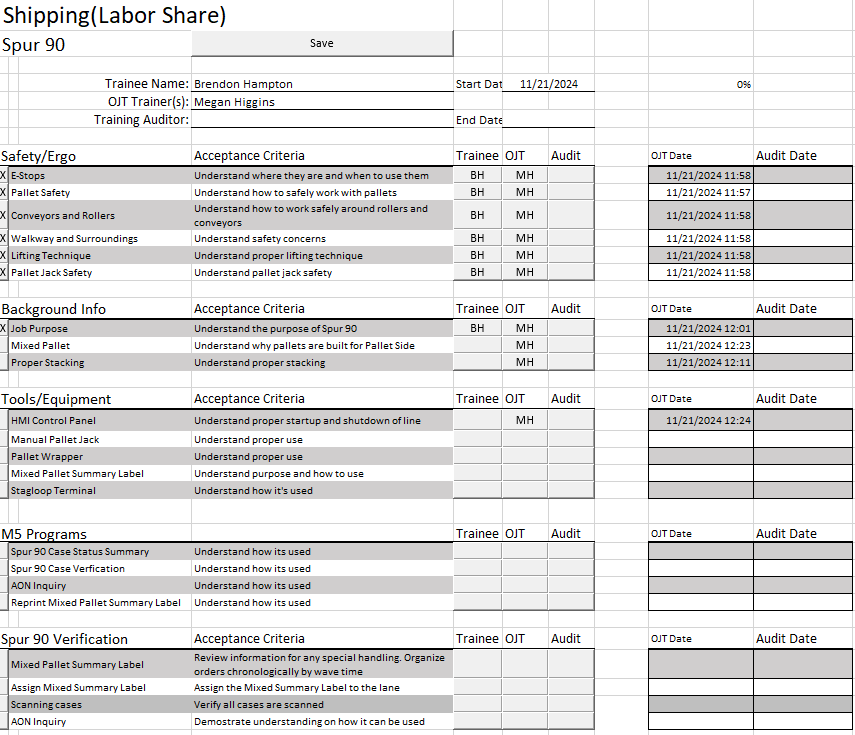 Shipping(Labor Share)
Spur 90 Save
Trainee Name: Brendon Hampton Start Dat 11/21/2024 0%
OJT Trainer(s): Megan Higgins
Training Auditor: End Date
Safety/Ergo Acceptance Criteria Trainee OJT Audit OJT Date Audit Date
X E-Stops Understand where they are and when to use them BH MH 11/21/2024 11:58
X Pallet Safety Understand how to safely work with pallets BH MH 11/21/2024 11:57
X Conveyors and Rollers Understand how to work safely around rollers and conveyors BH MH 11/21/2024 11:58
X Walkway and Surroundings Understand safety concerns BH MH 11/21/2024 11:58
X Lifting Technique Understand proper lifting technique BH MH 11/21/2024 11:58
X Pallet Jack Safety Understand pallet jack safety BH MH 11/21/2024 11:58
Background Info Acceptance Criteria Trainee OJT Audit OJT Date Audit Date
X Job Purpose Understand the purpose of Spur 90 BH MH 11/21/2024 12:01
Mixed Pallet Understand why pallets are built for Pallet Side MH 11/21/2024 12:23
Proper Stacking Understand proper stacking MH 11/21/2024 12:11
Tools/Equipment Acceptance Criteria Trainee OJT Audit OJT Date Audit Date
HMI Control Panel Understand proper startup and shutdown of line MH 11/21/2024 12:24
Manual Pallet Jack Understand proper use
Pallet Wrapper Understand proper use
Mixed Pallet Summary Label Understand purpose and how to use
Stagloop Terminal Understand how it's used
M5 Programs Trainee OJT Audit OJT Date Audit Date
Spur 90 Case Status Summary Understand how its used
Spur 90 Case Verfication Understand how its used
AON Inquiry Understand how its used
Reprint Mixed Pallet Summary Label Understand how its used
Spur 90 Verification Acceptance Criteria Trainee OJT Audit OJT Date Audit Date
Mixed Pallet Summary Label Review information for any special handling. Organize orders chronologically by wave time
Assign Mixed Summary Label Assign the Mixed Summary Label to the lane
Scanning cases Verify all cases are scanned
AON Inquiry Demostrate understanding on how it can be used